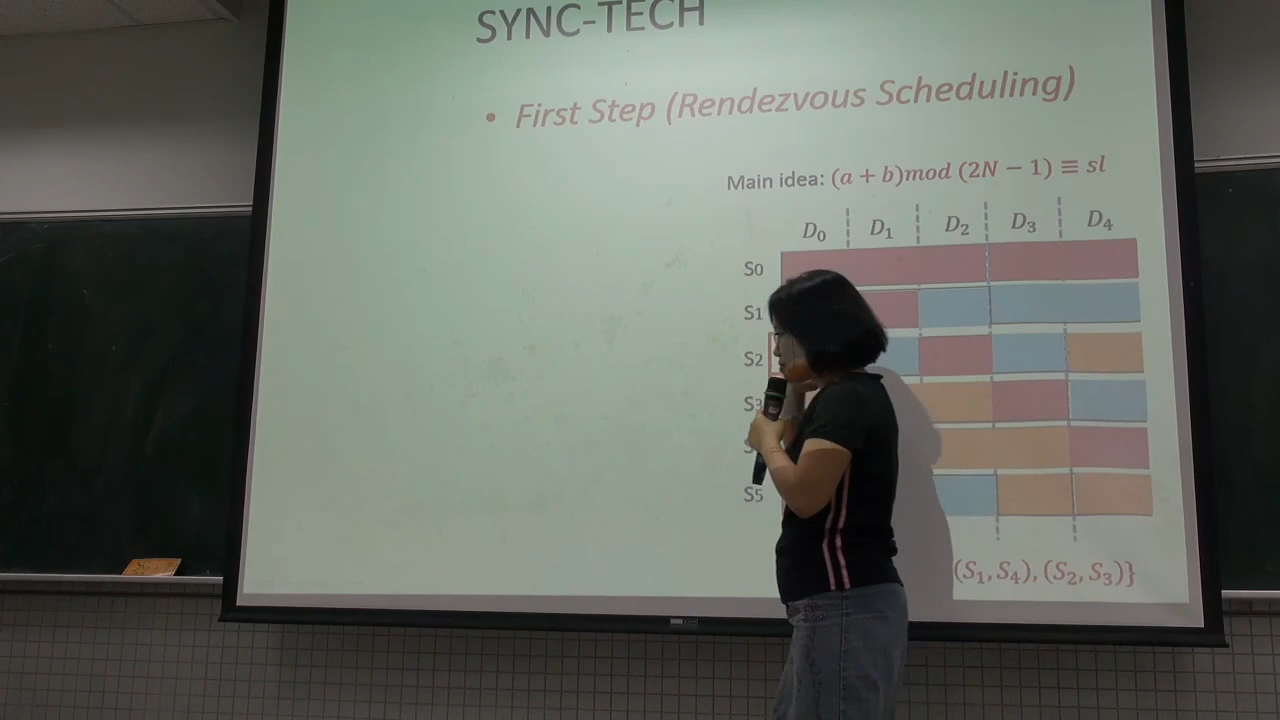 SYNC-TECH
• First Step (Rendezvous Scheduling)
Main idea: (a + b)mod (2N − 1) ≡ sl
D₀ D₁ D₂ D₃ D₄
S0
S1
S2
S3
S5
(S₁, S₄), (S₂, S₃)}